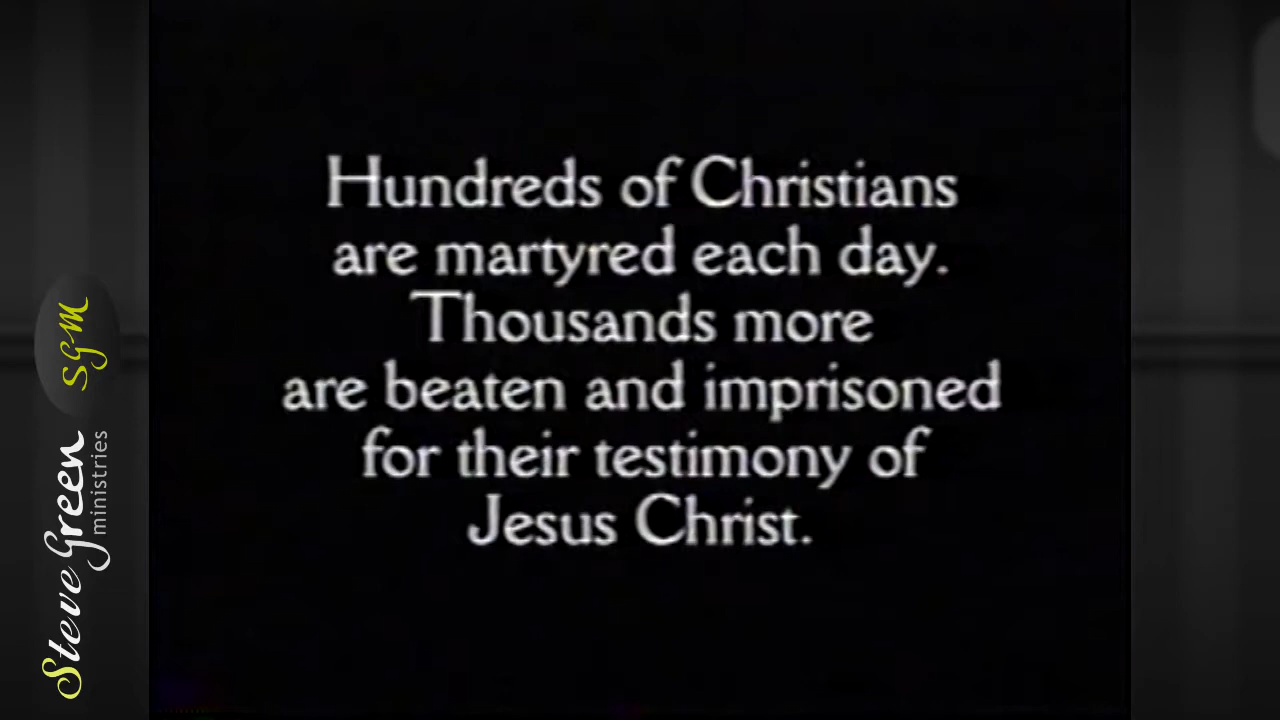 Hundreds of Christians
are martyred each day.
Thousands more
are beaten and imprisoned
for their testimony of
Jesus Christ.
Steve Green
ministries
sgm